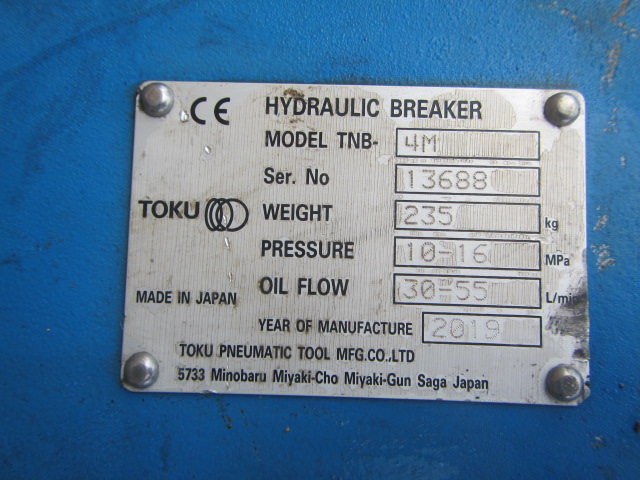 CE HYDRAULIC BREAKER
MODEL TNB- 4M
Ser. No 13688
TOKU WEIGHT 235 kg
PRESSURE 10-16 MPa
OIL FLOW 30-55 L/min
MADE IN JAPAN
YEAR OF MANUFACTURE 2019
TOKU PNEUMATIC TOOL MFG.CO.,LTD
5733 Minobaru Miyaki-Cho Miyaki-Gun Saga Japan